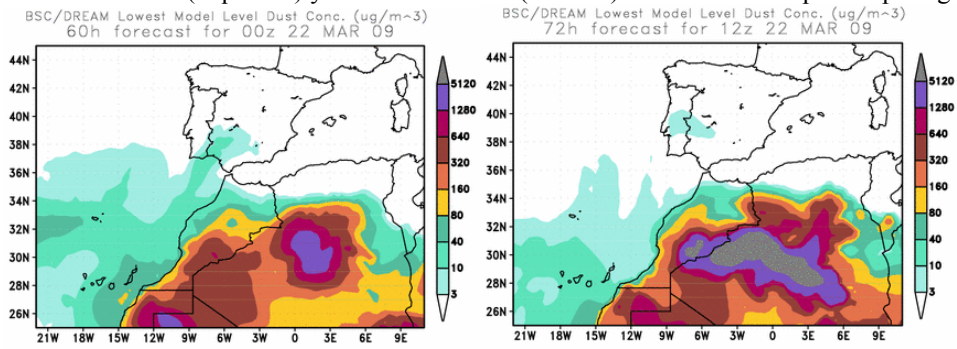 BSC/DREAM Lowest Model Level Dust Conc. (ug/m^3)
60h forecast for 00z 22 MAR 09
44N
42N
40N
38N
36N
34N
32N
30N
28N
26N
21W 18W 15W 12W 9W 6W 3W 0 3E 6E 9E
5120
1280
640
320
160
80
40
10
3
BSC/DREAM Lowest Model Level Dust Conc. (ug/m^3)
72h forecast for 12z 22 MAR 09
44N
42N
40N
38N
36N
34N
32N
30N
28N
26N
21W 18W 15W 12W 9W 6W 3W 0 3E 6E 9E
5120
1280
640
320
160
80
40
10
3